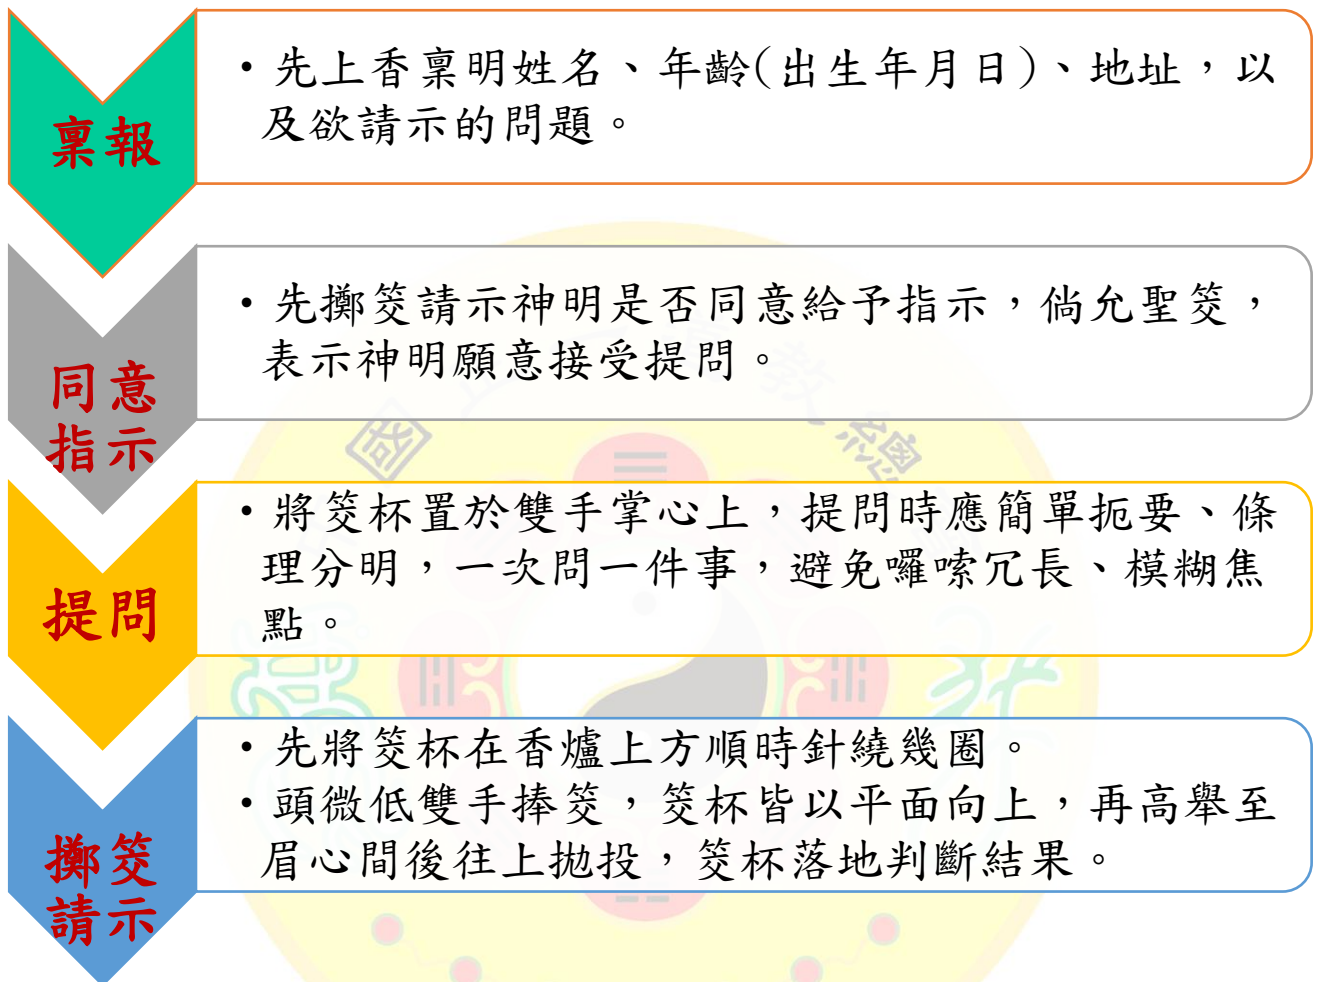 稟報
• 先上香稟明姓名、年齡(出生年月日)、地址，以
及欲請示的問題。
同意
指示
• 先擲筊請示神明是否同意給予指示，倘允聖筊，
表示神明願意接受提問。
提問
• 將筊杯置於雙手掌心上，提問時應簡單扼要、條
理分明，一次問一件事，避免囉嗦冗長、模糊焦
點。
擲筊
請示
• 先將筊杯在香爐上方順時針繞幾圈。
• 頭微低雙手捧筊，筊杯皆以平面向上，再高舉至
眉心間後往上拋投，筊杯落地判斷結果。
國
教
總